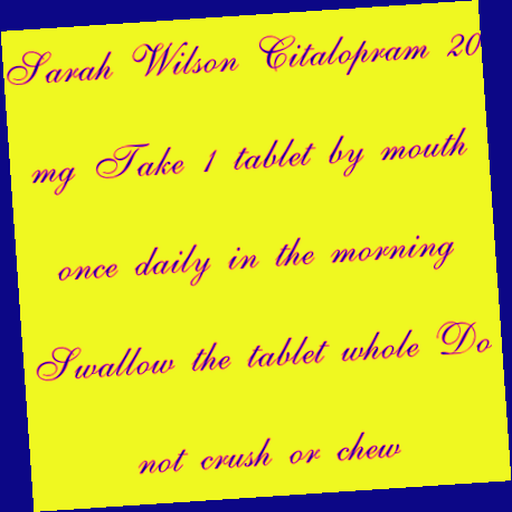 Sarah Wilson Citalopram 20
mg Take 1 tablet by mouth
once daily in the morning
Swallow the tablet whole Do
not crush or chew